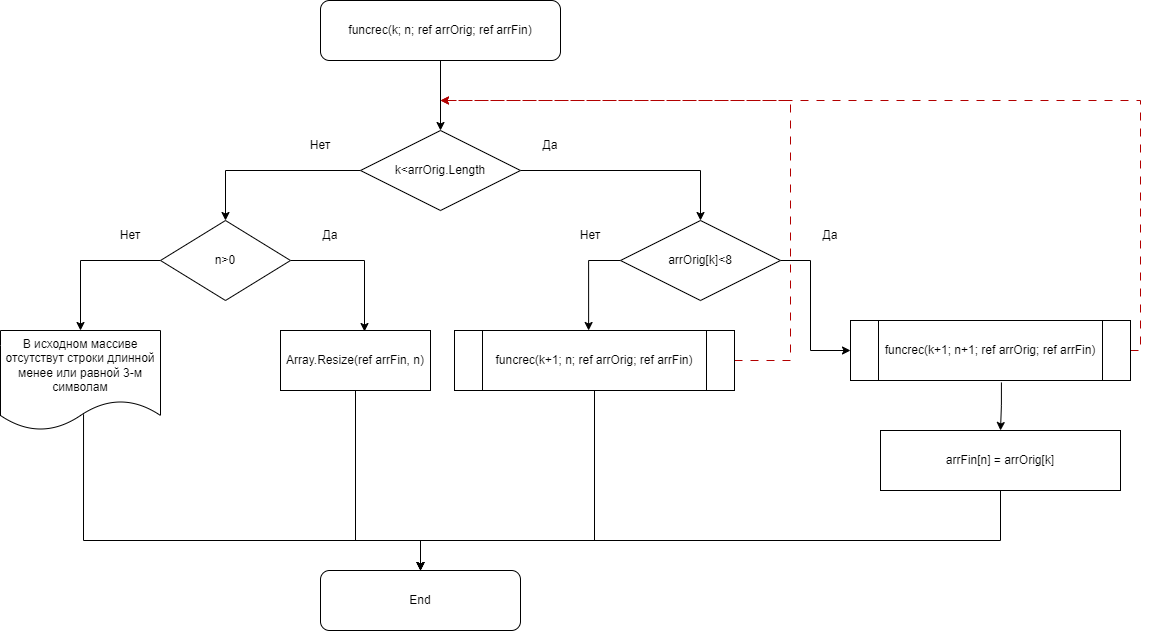 funcrec(k; n; ref arrOrig; ref arrFin)
Нет
Да
k<arrOrig.Length
Нет
Да
Нет
Да
n>0
arrOrig[k]<8
В исходном массиве
отсутствут строки длинной
менее или равной 3-м
символам
Array.Resize(ref arrFin, n)
funcrec(k+1; n; ref arrOrig; ref arrFin)
funcrec(k+1; n+1; ref arrOrig; ref arrFin)
arrFin[n] = arrOrig[k]
End